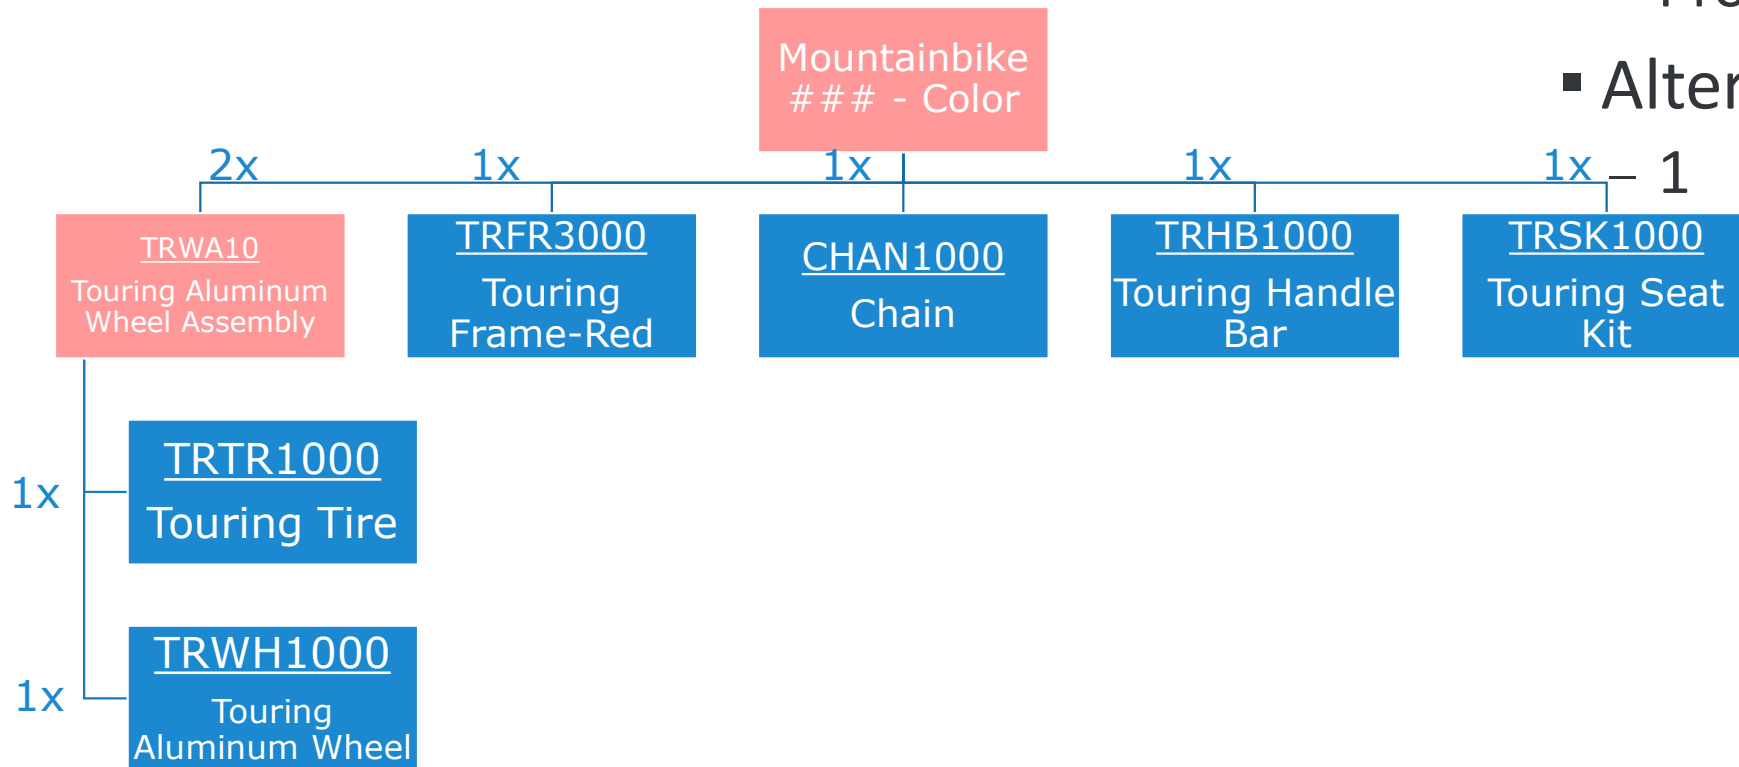 Mountainbike
### - Color
▪ Alter
2x
1x
1x
1x
1x
– 1
TRWA10
Touring Aluminum
Wheel Assembly
TRFR3000
Touring
Frame-Red
CHAN1000
Chain
TRHB1000
Touring Handle
Bar
TRSK1000
Touring Seat
Kit
1x
TRTR1000
Touring Tire
1x
TRWH1000
Touring
Aluminum Wheel